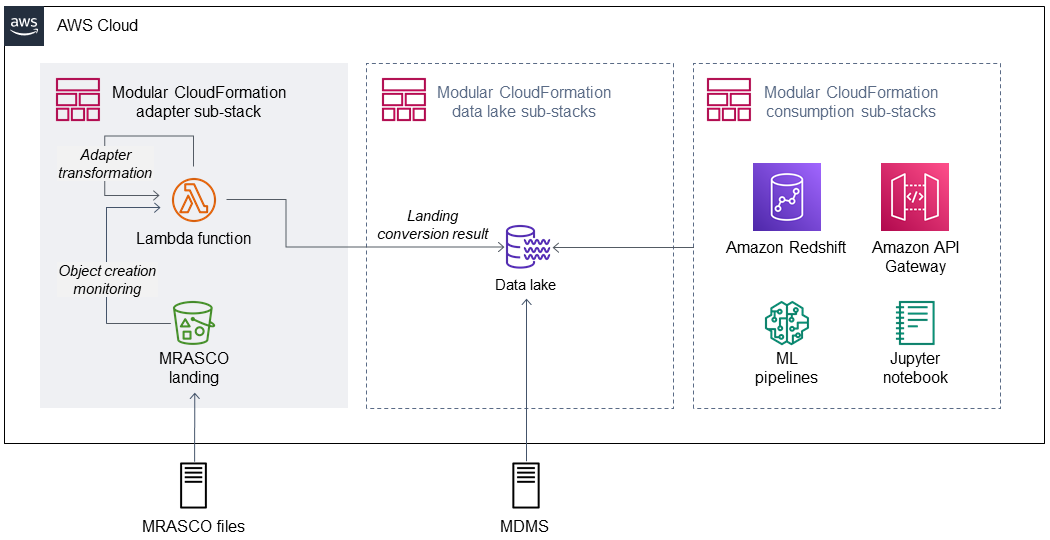 aws
AWS Cloud
Modular CloudFormation
adapter sub-stack
Adapter
transformation
Lambda function
Object creation
monitoring
MRASCO
landing
Modular CloudFormation
data lake sub-stacks
Landing
conversion result
Data lake
Modular CloudFormation
consumption sub-stacks
Amazon Redshift
Amazon API
Gateway
</>
ML
pipelines
Jupyter
notebook
MRASCO files
MDMS